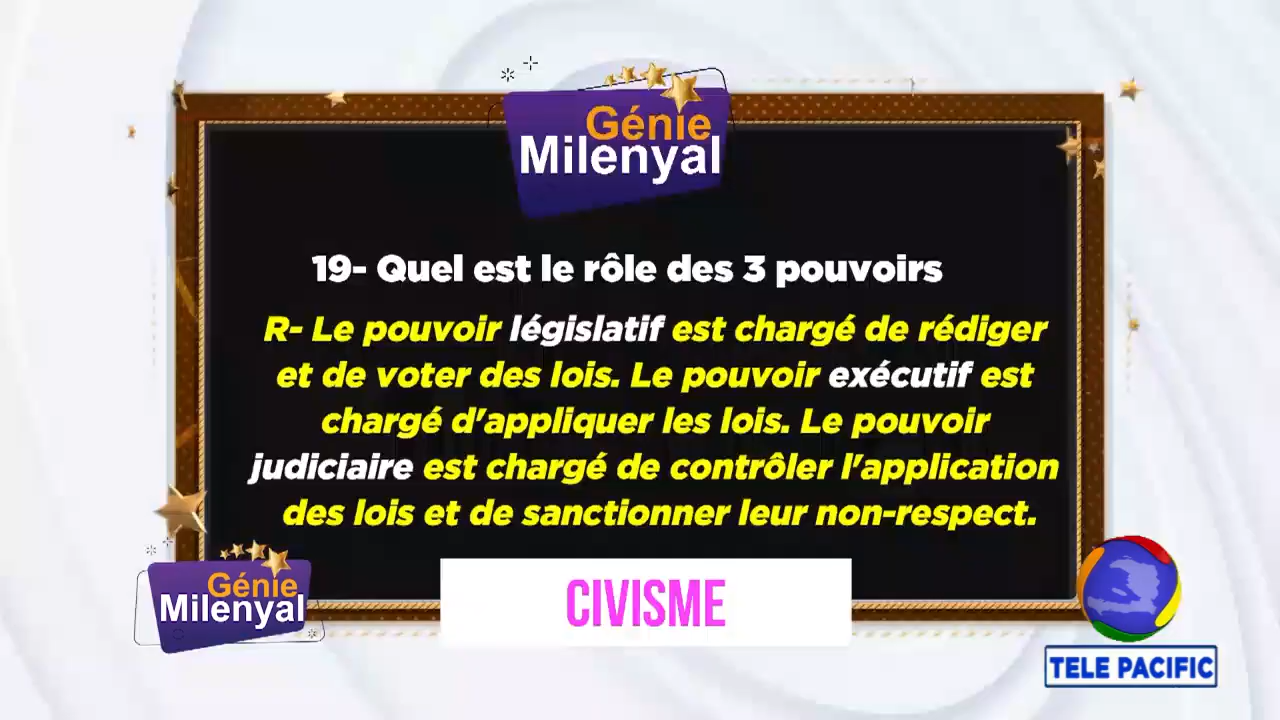 Génie
Milenyal
19- Quel est le rôle des 3 pouvoirs
R- Le pouvoir législatif est chargé de rédiger
et de voter des lois. Le pouvoir exécutif est
chargé d'appliquer les lois. Le pouvoir
judiciaire est chargé de contrôler l'application
des lois et de sanctionner leur non-respect.
Génie
Milenyal
CIVISME
TELE PACIFIC